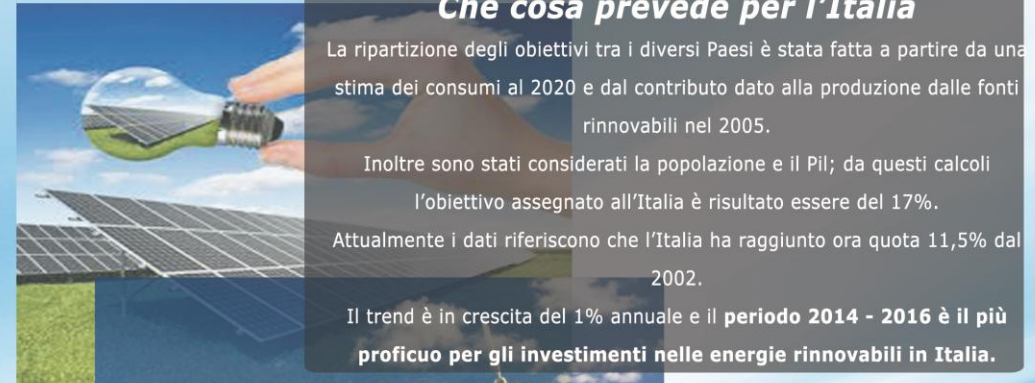 Che cosa prevede per l'Italia
La ripartizione degli obiettivi tra i diversi Paesi è stata fatta a partire da una
stima dei consumi al 2020 e dal contributo dato alla produzione dalle fonti
rinnovabili nel 2005.
Inoltre sono stati considerati la popolazione e il Pil; da questi calcoli
l'obiettivo assegnato all'Italia è risultato essere del 17%.
Attualmente i dati riferiscono che l'Italia ha raggiunto ora quota 11,5% dal
2002.
Il trend è in crescita del 1% annuale e il periodo 2014 - 2016 è il più
proficuo per gli investimenti nelle energie rinnovabili in Italia.